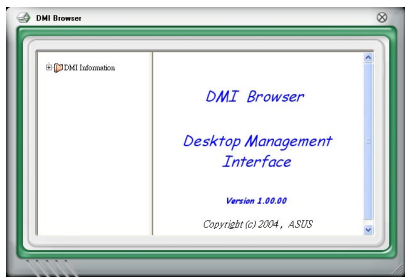 DMI Browser
DMI Information
DMI Browser
Desktop Management
Interface
Version 1.00.00
Copyright (c) 2004, ASUS